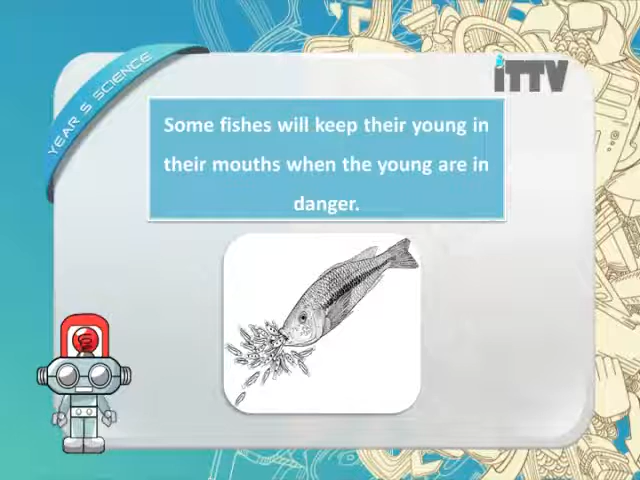 YEAR 5 SCIENCE
iTTV
Some fishes will keep their young in
their mouths when the young are in
danger.